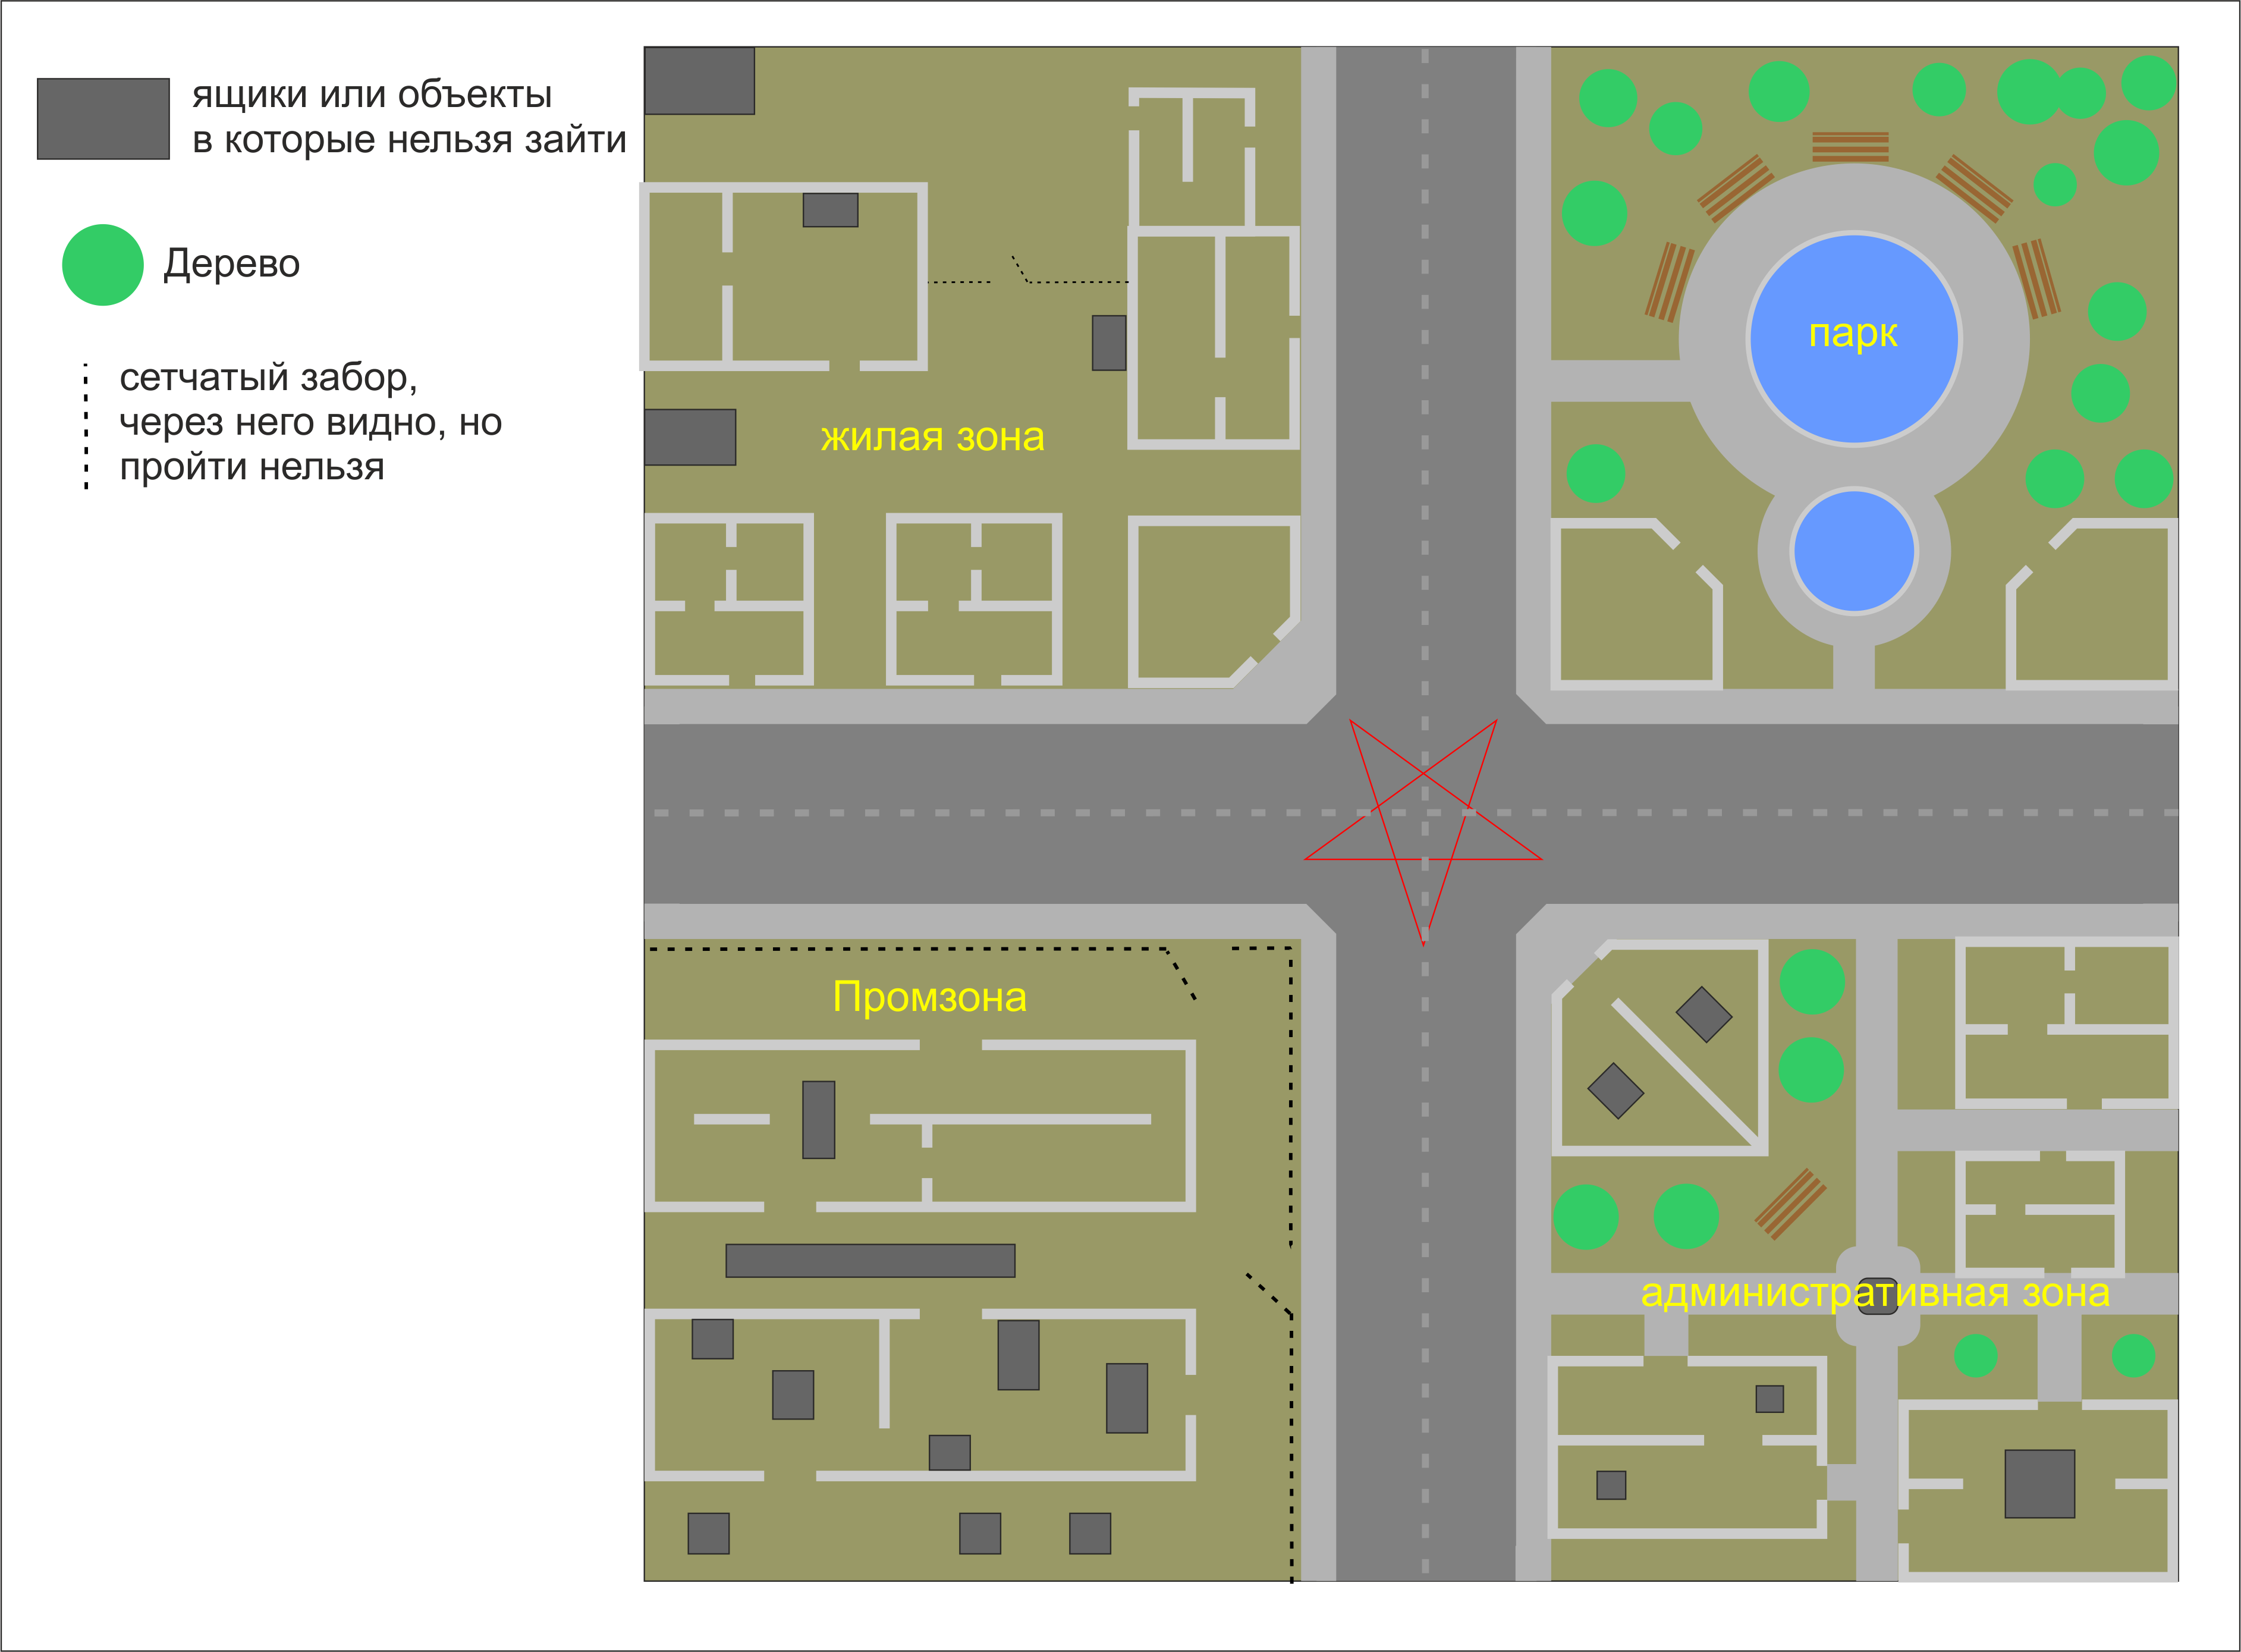 ящики или объекты
в которые нельзя зайти
Дерево
сетчатый забор,
через него видно, но
пройти нельзя
парк
жилая зона
Промзона
административная зона